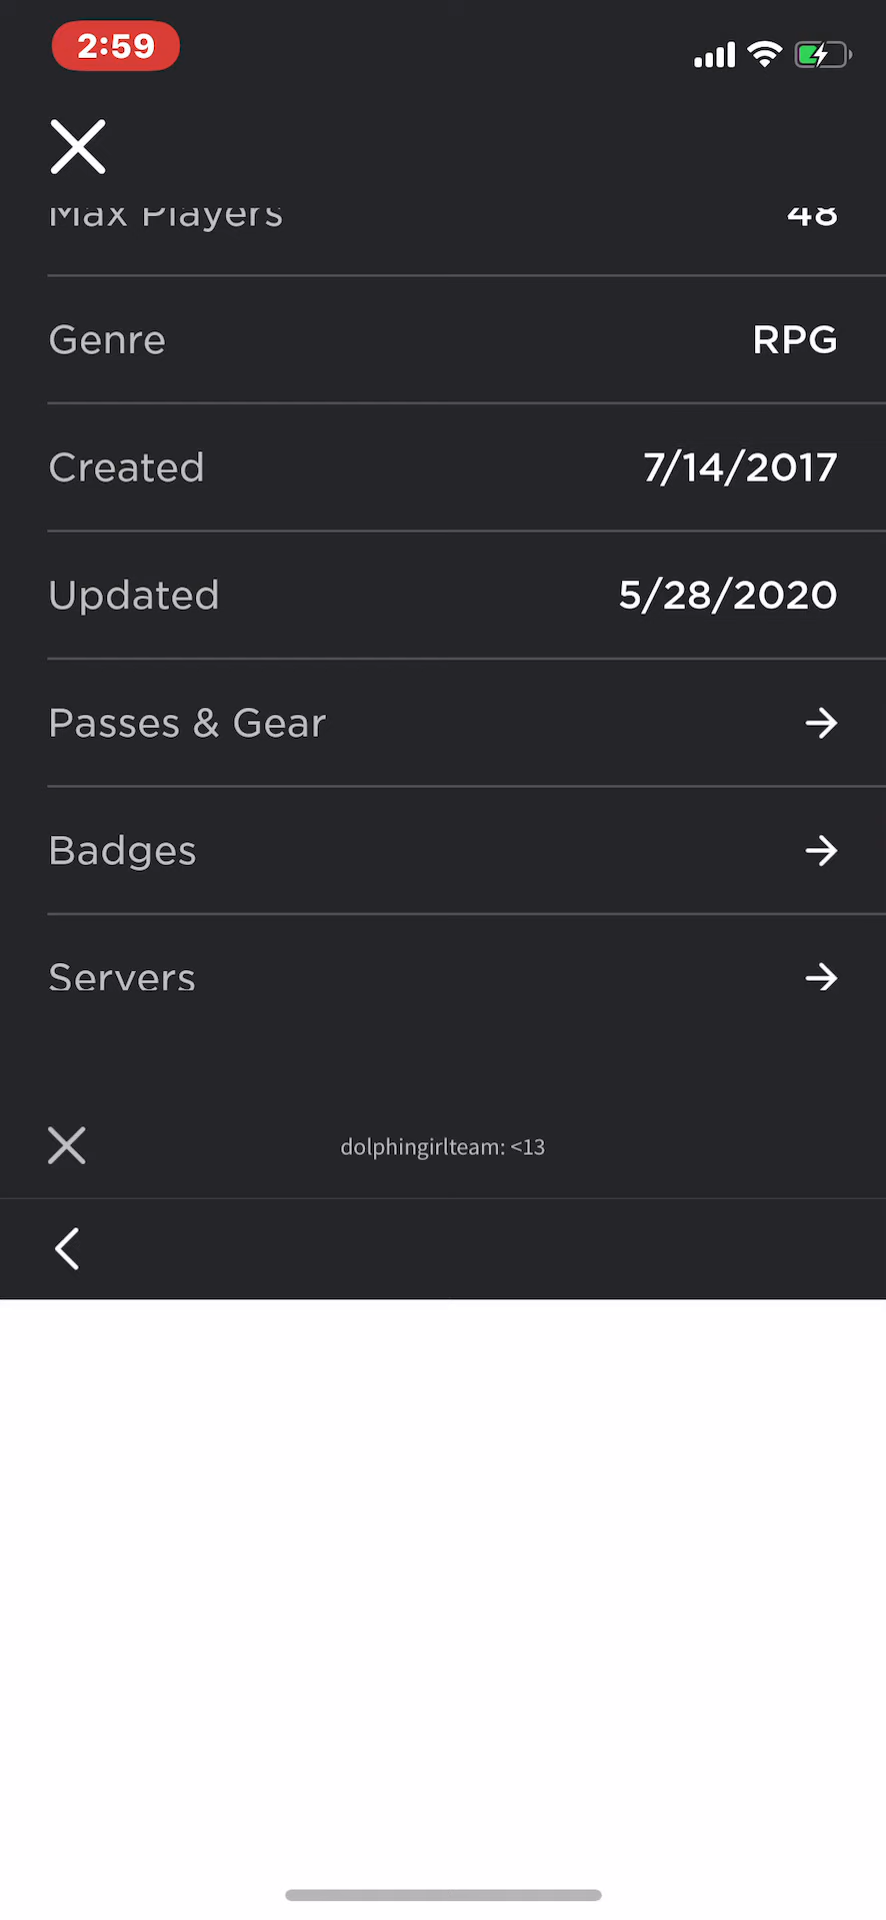 2:59
Max Players 48
Genre RPG
Created 7/14/2017
Updated 5/28/2020
Passes & Gear
Badges
Servers
dolphingirlteam: <13